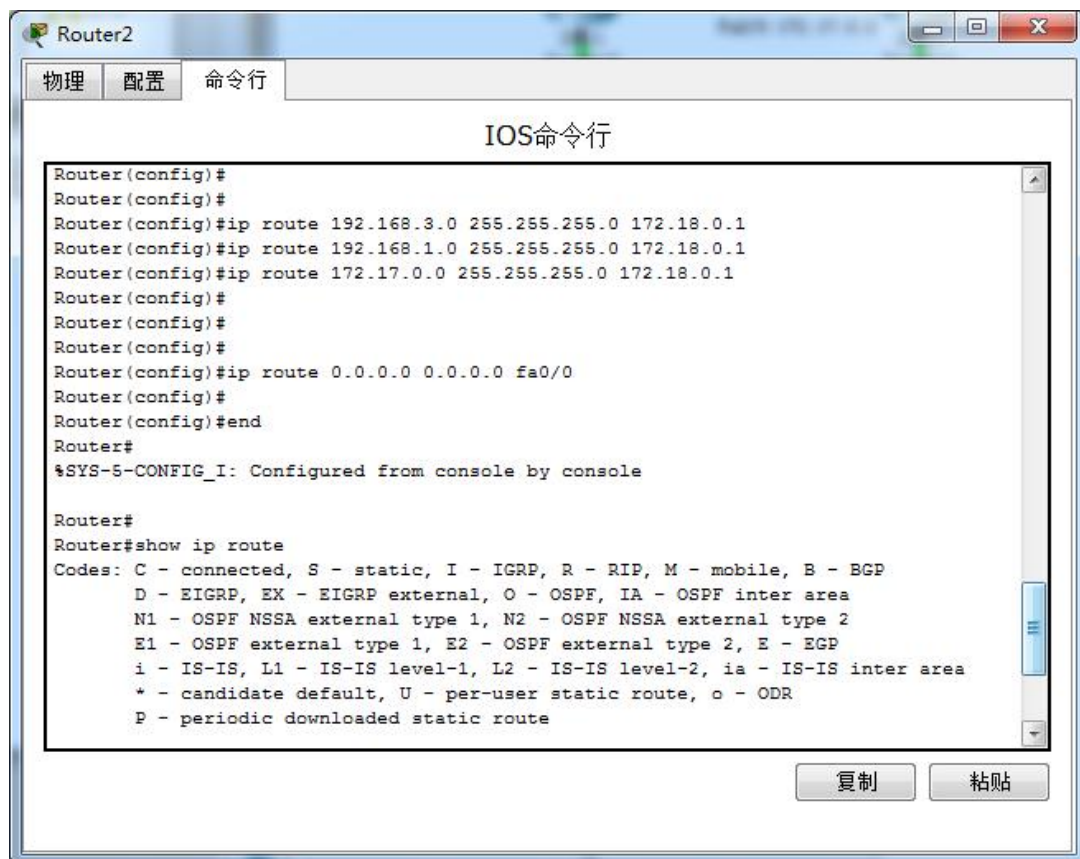 Router2
物理 配置 命令行
IOS命令行
Router(config)#
Router(config)#
Router(config)#ip route 192.168.3.0 255.255.255.0 172.18.0.1
Router(config)#ip route 192.168.1.0 255.255.255.0 172.18.0.1
Router(config)#ip route 172.17.0.0 255.255.255.0 172.18.0.1
Router(config)#
Router(config)#
Router(config)#
Router(config)#ip route 0.0.0.0 0.0.0.0 fa0/0
Router(config)#
Router(config)#end
Router#
%SYS-5-CONFIG_I: Configured from console by console
Router#
Router#show ip route
Codes: C - connected, S - static, I - IGRP, R - RIP, M - mobile, B - BGP
D - EIGRP, EX - EIGRP external, O - OSPF, IA - OSPF inter area
N1 - OSPF NSSA external type 1, N2 - OSPF NSSA external type 2
E1 - OSPF external type 1, E2 - OSPF external type 2, E - EGP
i - IS-IS, L1 - IS-IS level-1, L2 - IS-IS level-2, ia - IS-IS inter area
* - candidate default, U - per-user static route, o - ODR
P - periodic downloaded static route
复制 粘贴